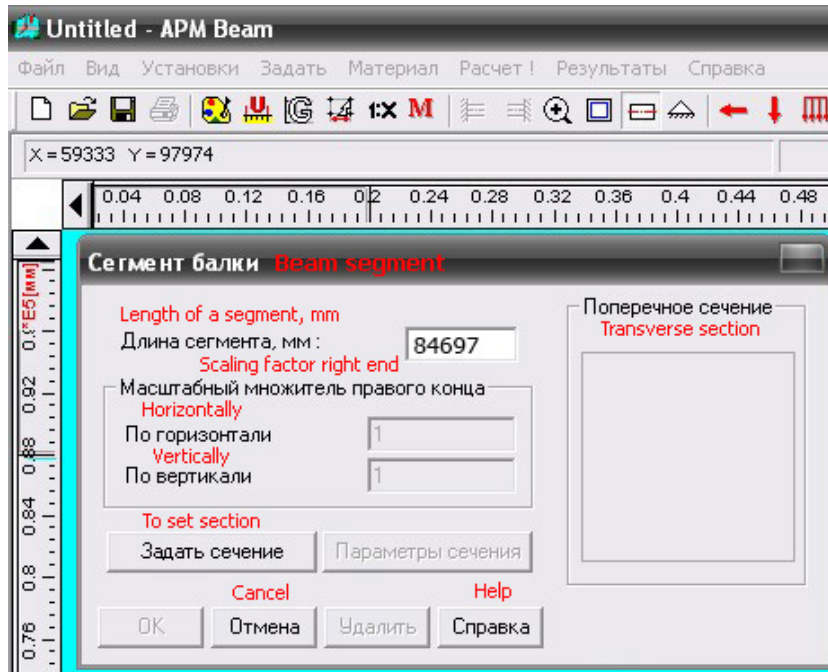 Untitled - APM Beam
Файл Вид Установки Задать Материал Расчет ! Результаты Справка
1:X M
X=59333 Y=97974
0.04 0.08 0.12 0.16 0.2 0.24 0.28 0.32 0.36 0.4 0.44 0.48
*E5[мм]
0.92
0.88
0.84
0.8
0.76
Сегмент балки Beam segment
Length of a segment, mm
Длина сегмента, мм : 84697
Scaling factor right end
Масштабный множитель правого конца
Horizontally
По горизонтали 1
Vertically
По вертикали 1
To set section
Задать сечение Параметры сечения
Cancel Help
OK Отмена Удалить Справка
Поперечное сечение
Transverse section